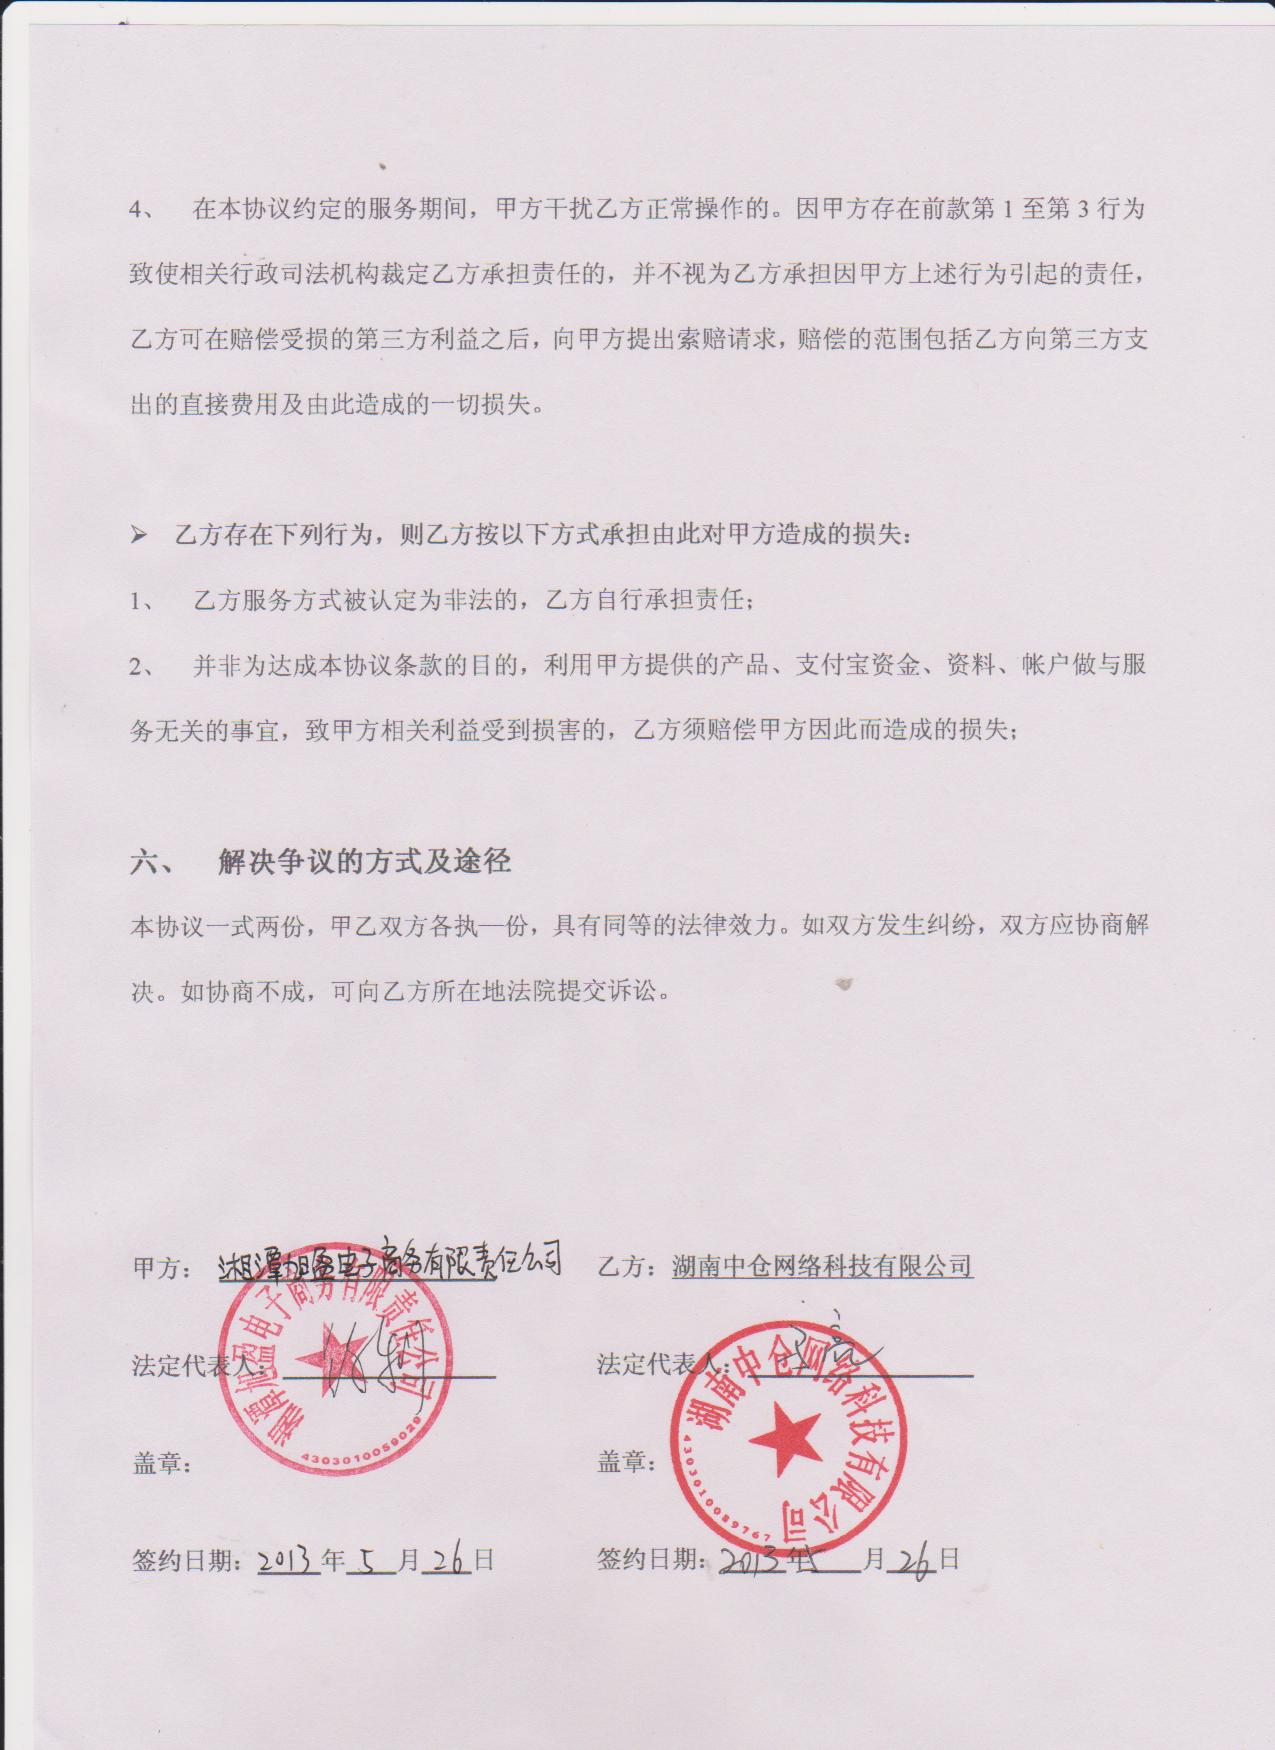 4、 在本协议约定的服务期间，甲方干扰乙方正常操作的。因甲方存在前款第 1 至第 3 行为
致使相关行政司法机构裁定乙方承担责任的，并不视为乙方承担因甲方上述行为引起的责任，
乙方可在赔偿受损的第三方利益之后，向甲方提出索赔请求，赔偿的范围包括乙方向第三方支
出的直接费用及由此造成的一切损失。
➢ 乙方存在下列行为，则乙方按以下方式承担由此对甲方造成的损失：
1、 乙方服务方式被认定为非法的，乙方自行承担责任；
2、 并非为达成本协议条款的目的，利用甲方提供的产品、支付宝资金、资料、帐户做与服
务无关的事宜，致甲方相关利益受到损害的，乙方须赔偿甲方因此而造成的损失；
六、 解决争议的方式及途径
本协议一式两份，甲乙双方各执—份，具有同等的法律效力。如双方发生纠纷，双方应协商解
决。如协商不成，可向乙方所在地法院提交诉讼。
甲方： 湘潭旭盈电子商务有限责任公司
乙方：湖南中仓网络科技有限公司
湘潭旭盈电子商务有限责任公司
4303010059029
法定代表人：
法定代表人：
湖南中仓网络科技有限公司
4303010089767
盖章：
盖章：
签约日期：2013 年 5 月 26 日
签约日期：2013 年 5 月 26 日